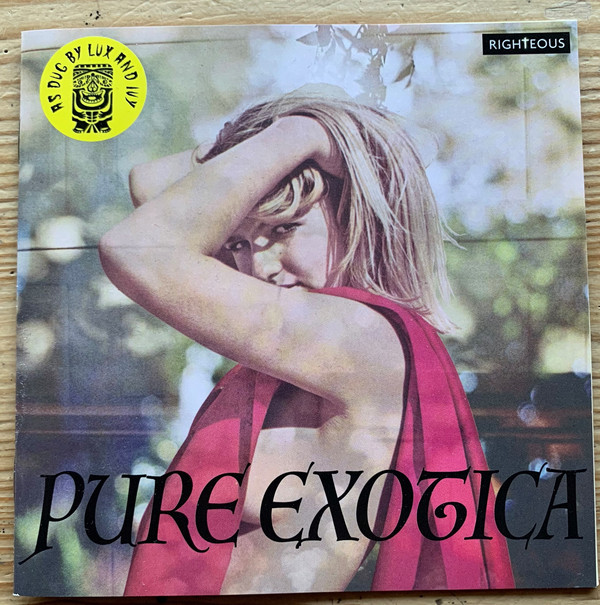 AS DUG BY LUX AND IVY
RIGHTEOUS
PURE EXOTICA